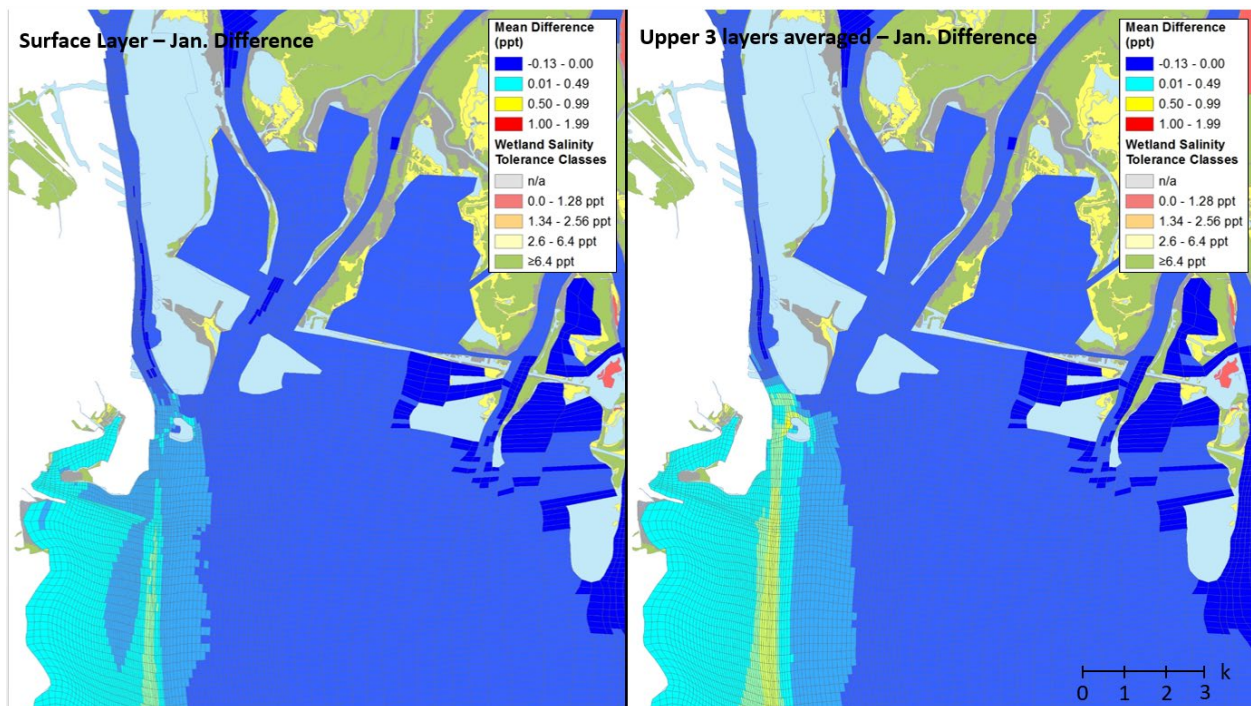 Surface Layer – Jan. Difference
Mean Difference
(ppt)
-0.13 - 0.00
0.01 - 0.49
0.50 - 0.99
1.00 - 1.99
Wetland Salinity
Tolerance Classes
n/a
0.0 - 1.28 ppt
1.34 - 2.56 ppt
2.6 - 6.4 ppt
≥6.4 ppt
Upper 3 layers averaged – Jan. Difference
Mean Difference
(ppt)
-0.13 - 0.00
0.01 - 0.49
0.50 - 0.99
1.00 - 1.99
Wetland Salinity
Tolerance Classes
n/a
0.0 - 1.28 ppt
1.34 - 2.56 ppt
2.6 - 6.4 ppt
≥6.4 ppt
k
0 1 2 3